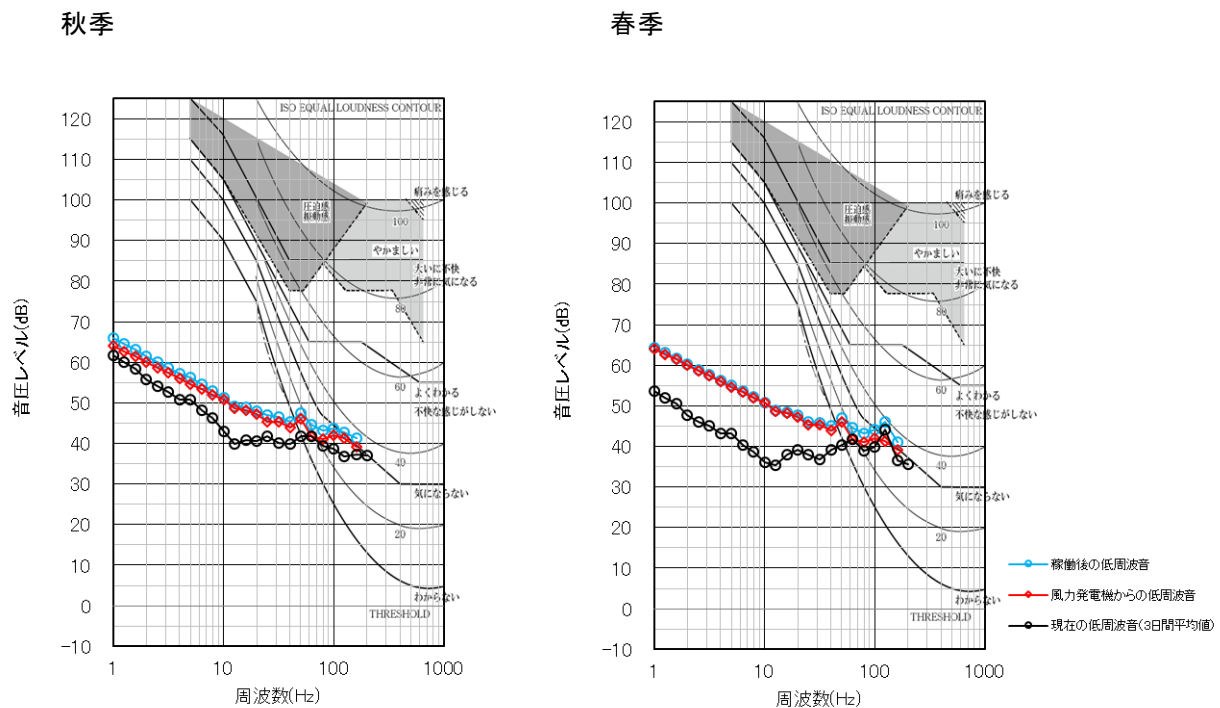 秋季
ISO EQUAL LOUDNESS CONTOUR
120
110
100
90
80
70
60
50
40
30
20
10
0
-10
音圧レベル(dB)
痛みを感じる
圧迫感
振動感
100
やかましい
大いに不快
非常に気になる
80
60
よくわかる
不快な感じがしない
40
気にならない
20
わからない
THRESHOLD
1
10
100
1000
周波数(Hz)
春季
ISO EQUAL LOUDNESS CONTOUR
120
110
100
90
80
70
60
50
40
30
20
10
0
-10
音圧レベル(dB)
痛みを感じる
圧迫感
振動感
100
やかましい
大いに不快
非常に気になる
80
60
よくわかる
不快な感じがしない
40
気にならない
20
わからない
THRESHOLD
1
10
100
1000
周波数(Hz)
稼働後の低周波音
風力発電機からの低周波音
現在の低周波音(3日間平均値)